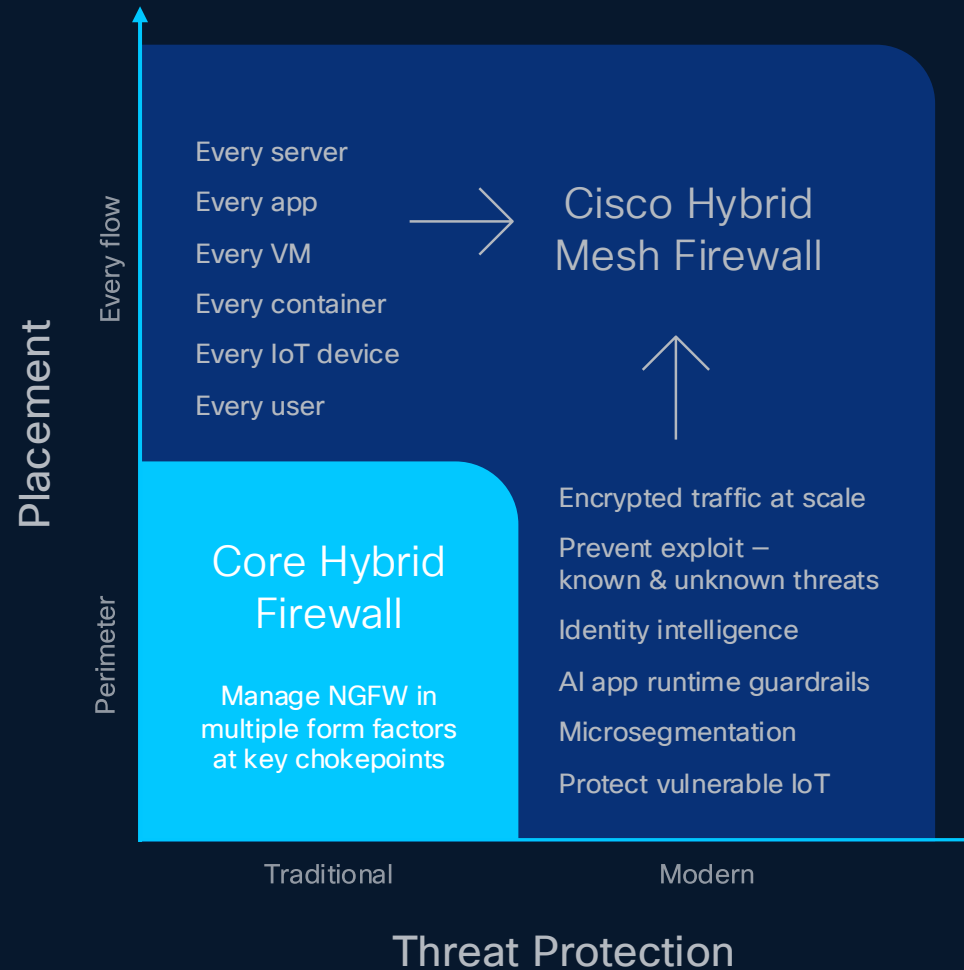 Placement
Every flow
Perimeter
Every server
Every app
Every VM
Every container
Every IoT device
Every user
Cisco Hybrid
Mesh Firewall
Core Hybrid
Firewall
Manage NGFW in
multiple form factors
at key chokepoints
Encrypted traffic at scale
Prevent exploit –
known & unknown threats
Identity intelligence
AI app runtime guardrails
Microsegmentation
Protect vulnerable IoT
Traditional
Modern
Threat Protection